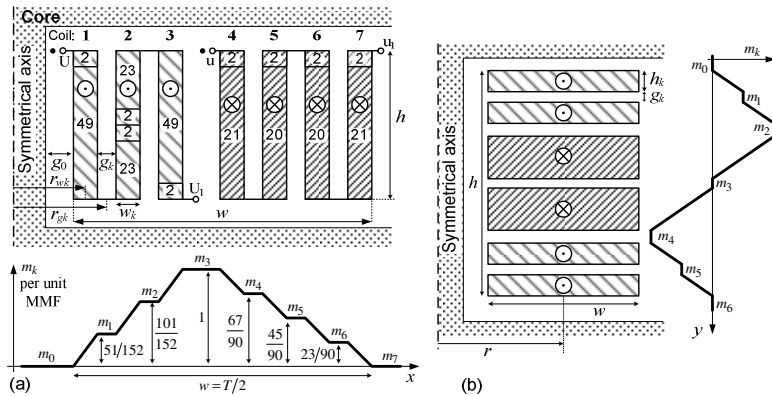 Core
Coil: 1 2 3 4 5 6 7
U u u1
2 23 2 2 2 2 2
49 2 49 21 20 20 21
2
23 2
U1
Symmetrical axis
g0 gk
rwk
rgk
wk w
h
mk
per unit
MMF
m0 m1 m2 m3 m4 m5 m6 m7
51/152 101/152 1 67/90 45/90 23/90
x
w = T/2
(a)
Symmetrical axis
h
hk
gk
w
r
mk
m0
m1
m2
m3
m4
m5
m6
y
(b)